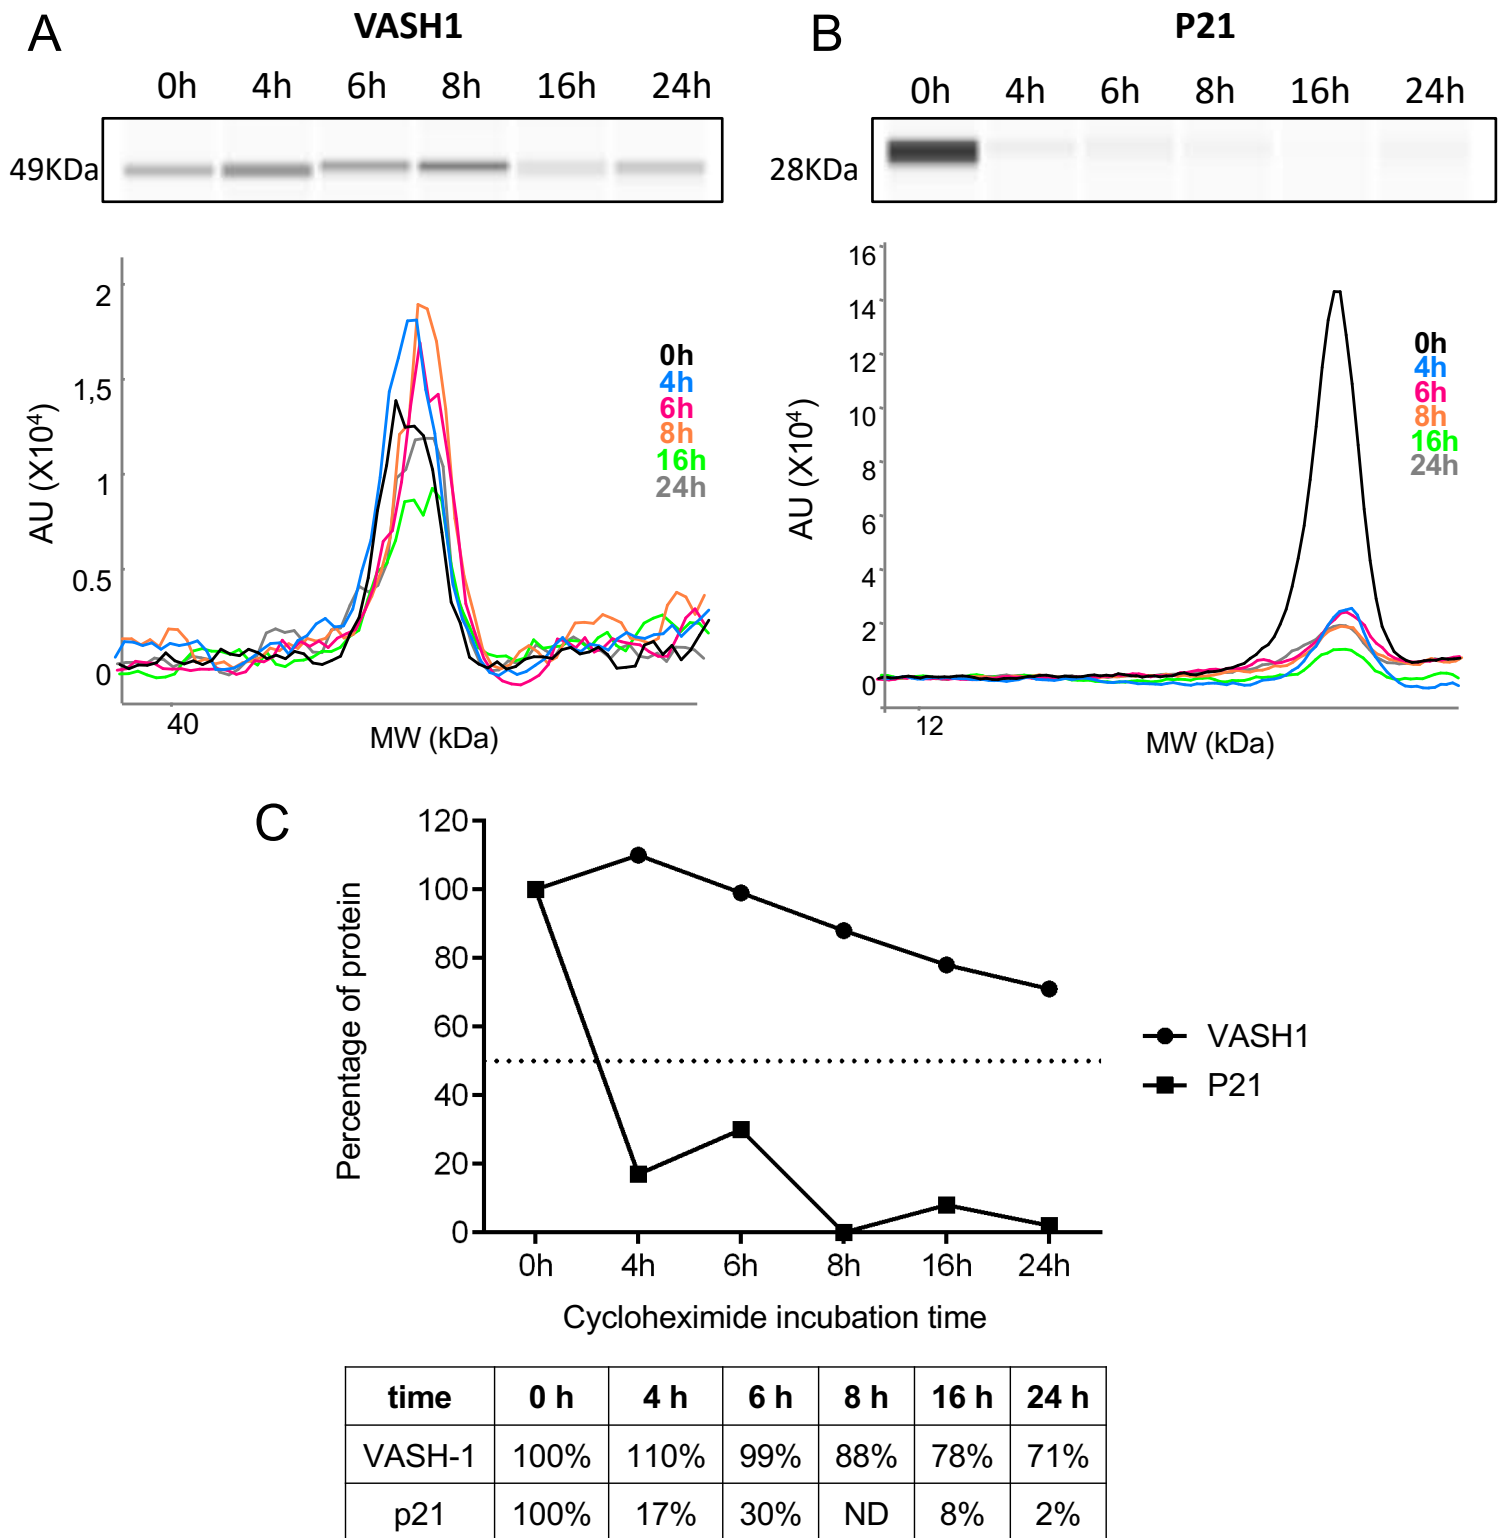 A
VASH1
0h 4h 6h 8h 16h 24h
49KDa
2
1,5
1
0.5
0
AU (X10⁴)
0h
4h
6h
8h
16h
24h
40
MW (kDa)
B
P21
0h 4h 6h 8h 16h 24h
28KDa
16
14
12
10
8
6
4
2
0
AU (X10⁴)
0h
4h
6h
8h
16h
24h
12
MW (kDa)
C
120
100
80
60
40
20
0
Percentage of protein
0h 4h 6h 8h 16h 24h
Cycloheximide incubation time
VASH1
P21
time 0 h 4 h 6 h 8 h 16 h 24 h
VASH-1 100% 110% 99% 88% 78% 71%
p21 100% 17% 30% ND 8% 2%